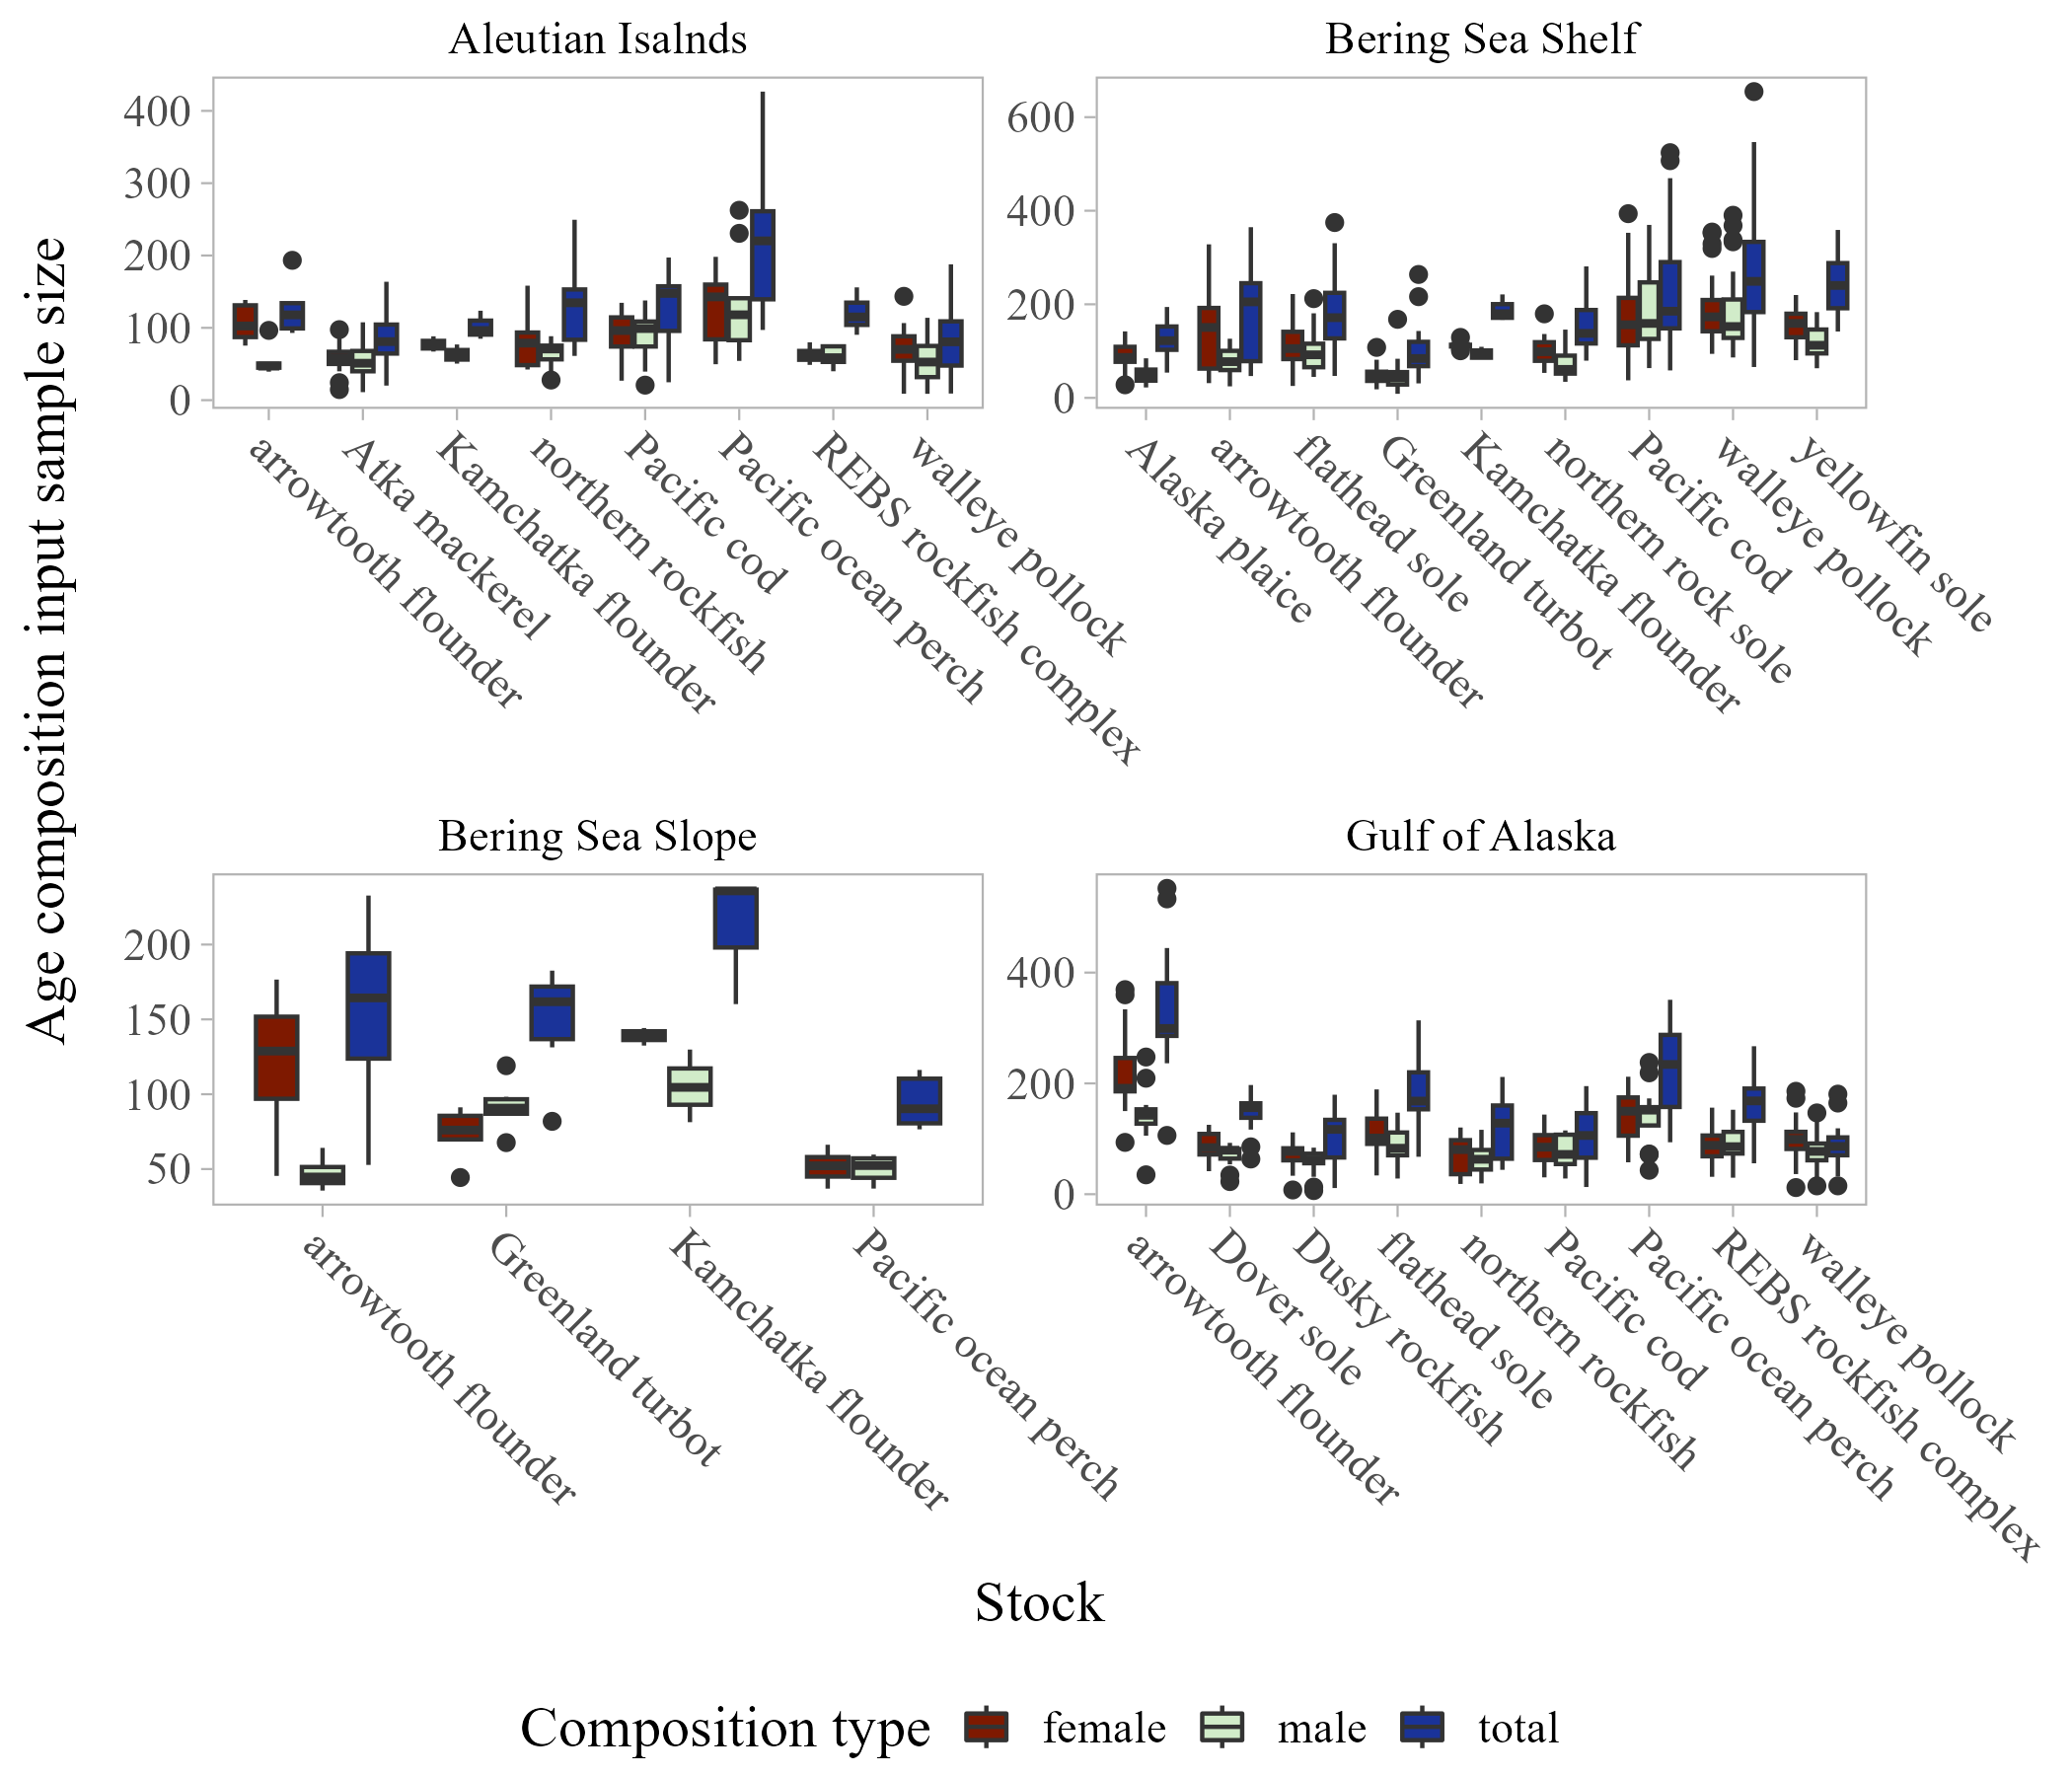 Aleutian Isalnds
Bering Sea Shelf
Age composition input sample size
400
300
200
100
0
600
400
200
0
arrowtooth flounder
Atka mackerel
Kamchatka flounder
northern rockfish
Pacific cod
Pacific ocean perch
REBS rockfish complex
walleye pollock
Alaska plaice
arrowtooth flounder
flathead sole
Greenland turbot
Kamchatka flounder
northern rock sole
Pacific cod
walleye pollock
yellowfin sole
Bering Sea Slope
Gulf of Alaska
200
150
100
50
400
200
0
arrowtooth flounder
Greenland turbot
Kamchatka flounder
Pacific ocean perch
arrowtooth flounder
Dover sole
Dusky rockfish
flathead sole
northern rockfish
Pacific cod
Pacific ocean perch
REBS rockfish complex
walleye pollock
Stock
Composition type female male total